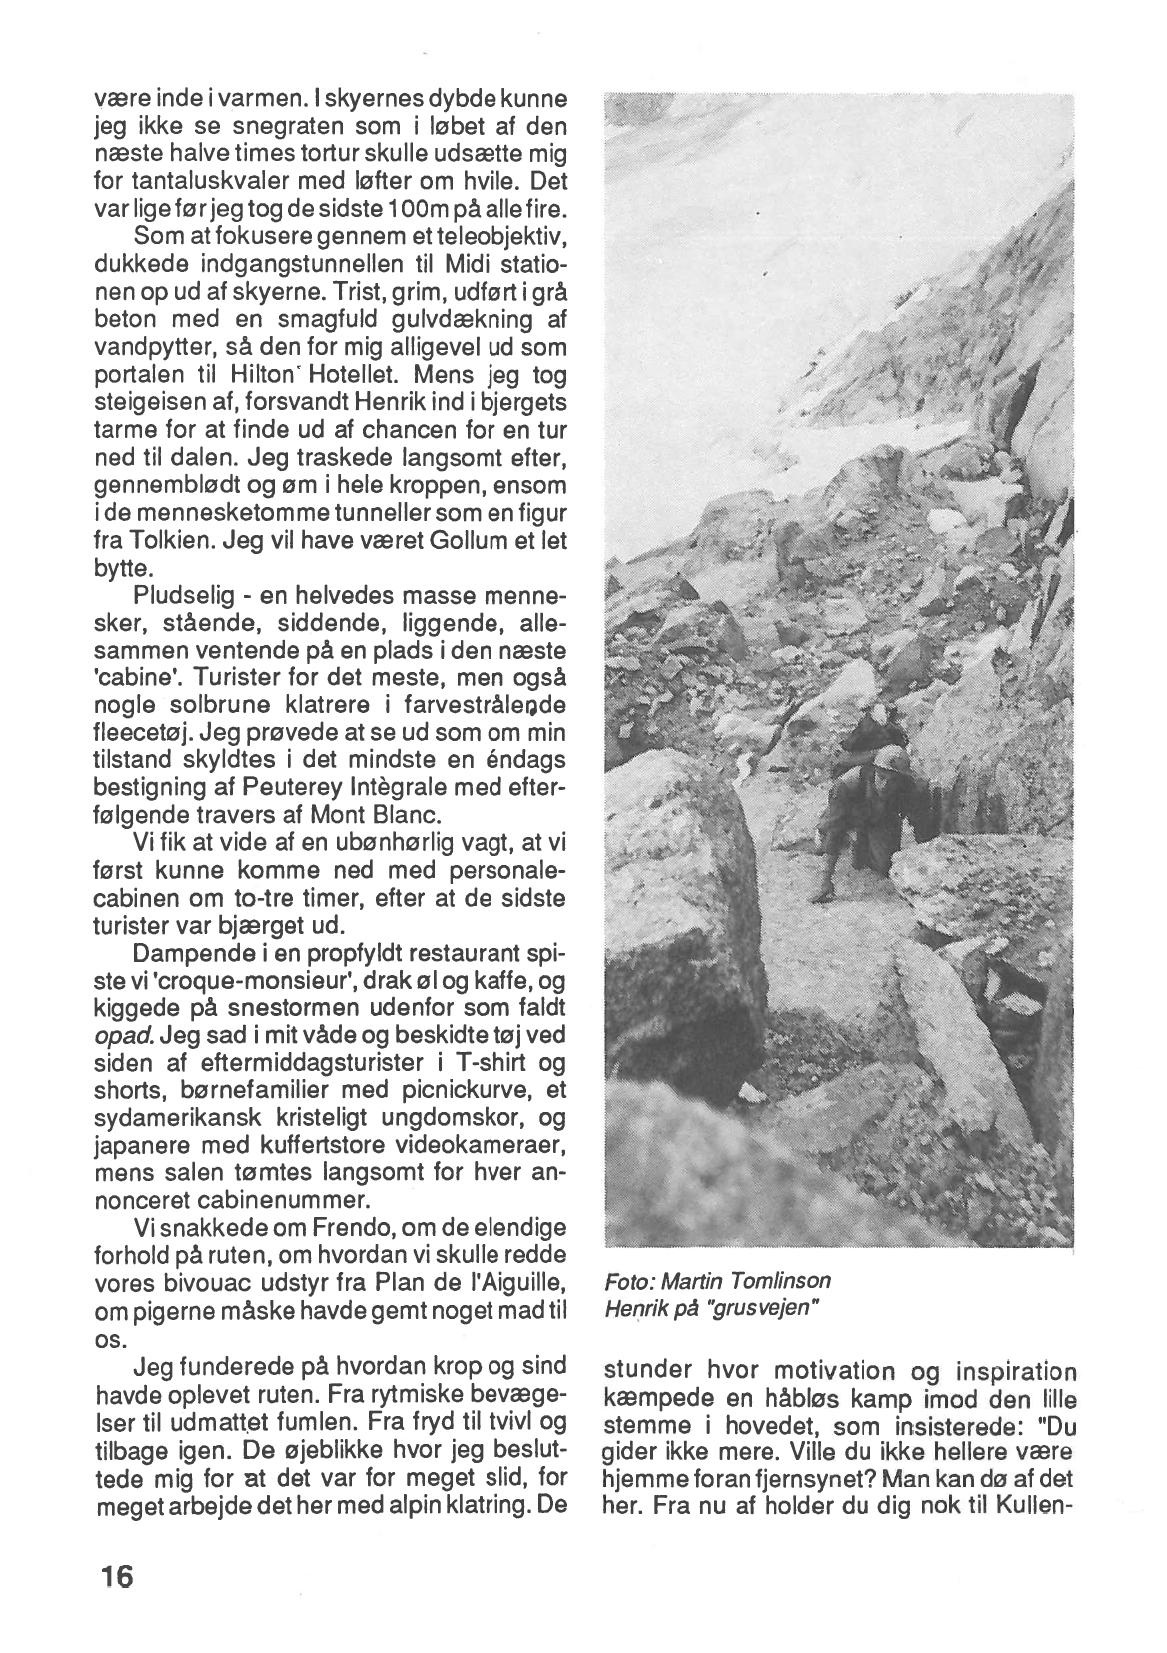 være inde i varmen. I skyernes dybde kunne
jeg ikke se snegraten som i løbet af den
næste halve times tortur skulle udsætte mig
for tantaluskvaler med løfter om hvile. Det
var lige før jeg tog de sidste 100m på alle fire.
Som at fokusere gennem et teleobjektiv,
dukkede indgangstunnellen til Midi statio-
nen op ud af skyerne. Trist, grim, udført i grå
beton med en smagfuld gulvdækning af
vandpytter, så den for mig alligevel ud som
portalen til Hilton Hotellet. Mens jeg tog
steigeisen af, forsvandt Henrik ind i bjergets
tarme for at finde ud af chancen for en tur
ned til dalen. Jeg traskede langsomt efter,
gennemblødt og øm i hele kroppen, ensom
i de mennesketomme tunneller som en figur
fra Tolkien. Jeg vil have været Gollum et let
bytte.
Pludselig - en helvedes masse menne-
sker, stående, siddende, liggende, alle-
sammen ventende på en plads i den næste
'cabine'. Turister for det meste, men også
nogle solbrune klatrere i farvestrålende
fleecetøj. Jeg prøvede at se ud som om min
tilstand skyldtes i det mindste en éndags
bestigning af Peuterey Intègrale med efter-
følgende travers af Mont Blanc.
Vi fik at vide af en ubønhørlig vagt, at vi
først kunne komme ned med personale-
cabinen om to-tre timer, efter at de sidste
turister var bjærget ud.
Dampende i en propfyldt restaurant spi-
ste vi 'croque-monsieur', drak øl og kaffe, og
kiggede på snestormen udenfor som faldt
opad. Jeg sad i mit våde og beskidte tøj ved
siden af eftermiddagsturister i T-shirt og
shorts, børnefamilier med picnickurve, et
sydamerikansk kristeligt ungdomskor, og
japanere med kuffertstore videokameraer,
mens salen tømtes langsomt for hver an-
nonceret cabinenummer.
Vi snakkede om Frendo, om de elendige
forhold på ruten, om hvordan vi skulle redde
vores bivouac udstyr fra Plan de l'Aiguille,
om pigerne måske havde gemt noget mad til
os.
Jeg funderede på hvordan krop og sind
havde oplevet ruten. Fra rytmiske bevæge-
lser til udmattet fumlen. Fra fryd til tvivl og
tilbage igen. De øjeblikke hvor jeg beslut-
tede mig for at det var for meget slid, for
meget arbejde det her med alpin klatring. De
16
Foto: Martin Tomlinson
Henrik på "grusvejen"
stunder hvor motivation og inspiration
kæmpede en håbløs kamp imod den lille
stemme i hovedet, som insisterede: "Du
gider ikke mere. Ville du ikke hellere være
hjemme foran fjernsynet? Man kan dø af det
her. Fra nu af holder du dig nok til Kullen-